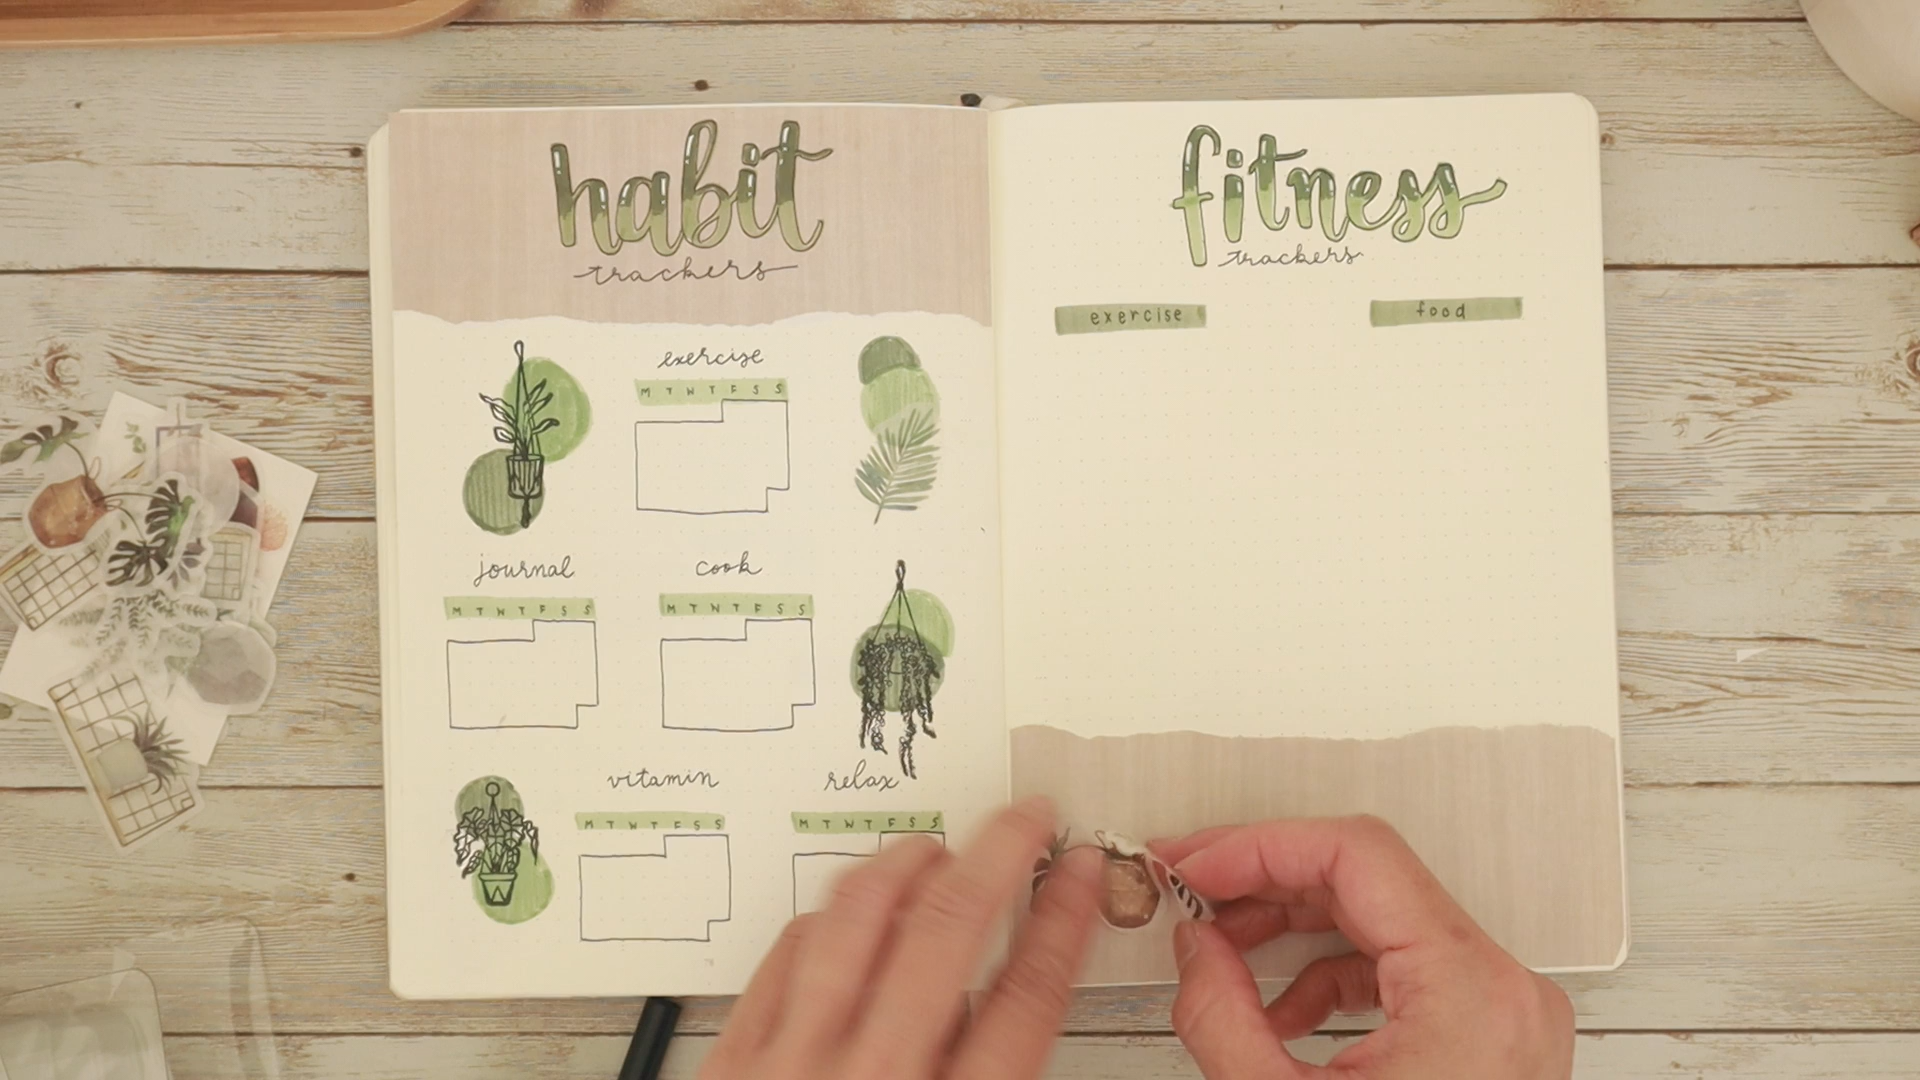 habit
trackers
exercise
M T W T F S S
journal
M T W T F S S
cook
M T W T F S S
vitamin
M T W T F S S
relax
M T W T F S S
fitness
trackers
exercise
food